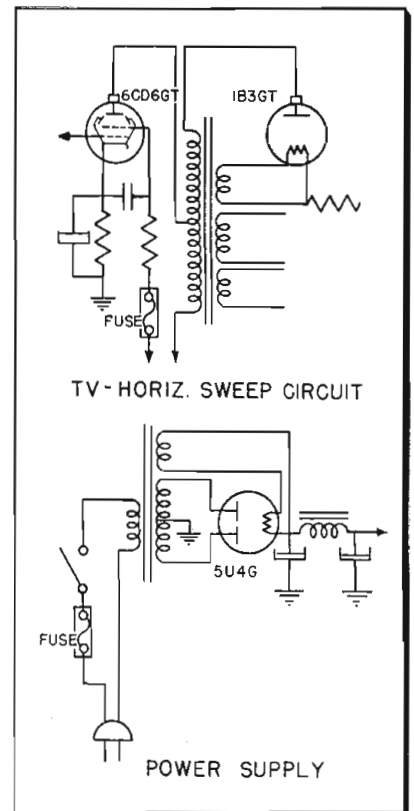 6CD6GT
1B3GT
FUSE
TV-HORIZ. SWEEP CIRCUIT
5U4G
FUSE
POWER SUPPLY